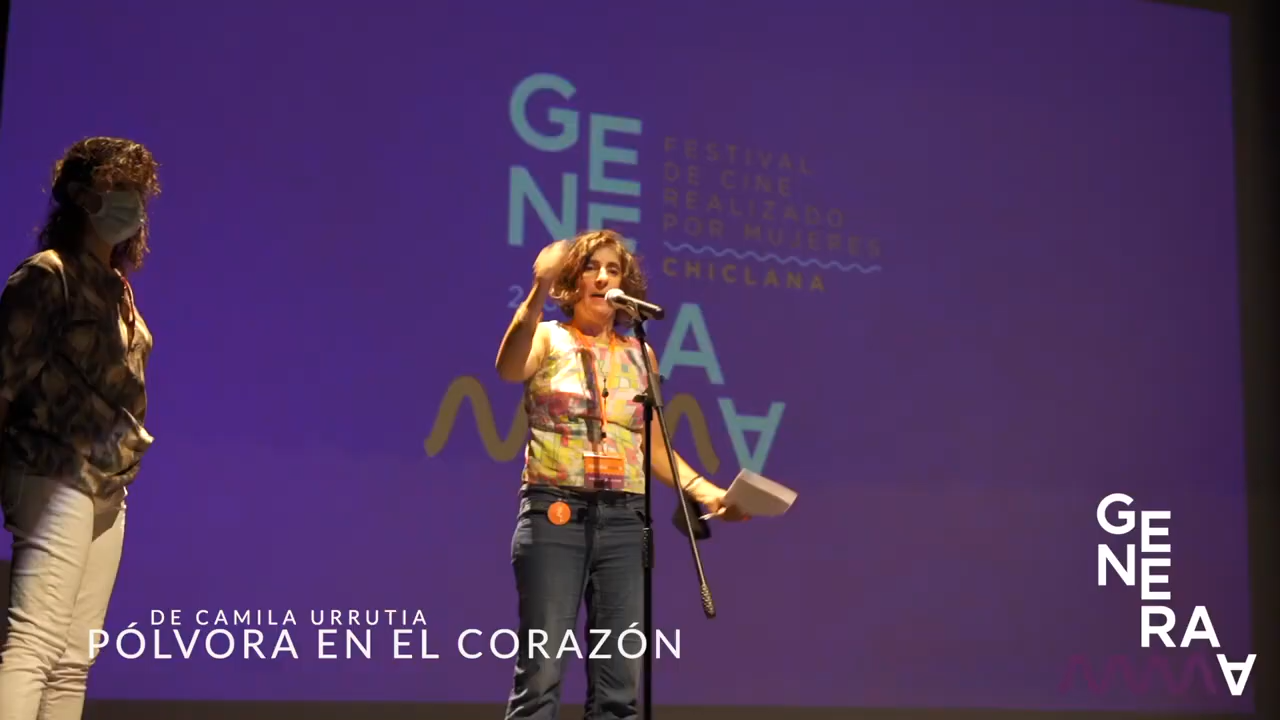 GE
NE
FESTIVAL
DE CINE
REALIZADO
POR MUJERES
CHICLANA
A
A
DE CAMILA URRUTIA
PÓLVORA EN EL CORAZÓN
GE
NE
RA
A